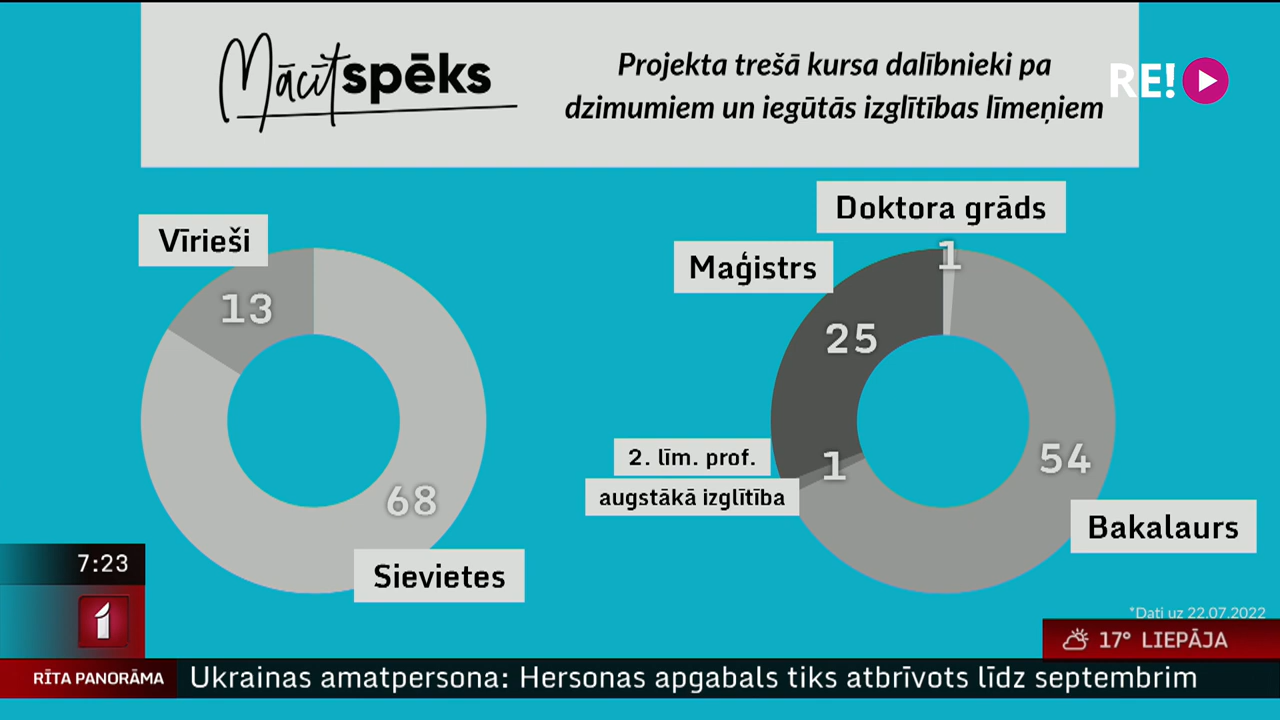 Mācītspēks
Projekta trešā kursa dalībnieki pa
dzimumiem un iegūtās izglītības līmeņiem
RE!
Vīrieši
13
68
Sievietes
Doktora grāds
1
Maģistrs
25
2. līm. prof.
augstākā izglītība
1
54
Bakalaurs
*Dati uz 22.07.2022
7:23
1
17° LIEPĀJA
RĪTA PANORĀMA
Ukrainas amatpersona: Hersonas apgabals tiks atbrīvots līdz septembrim